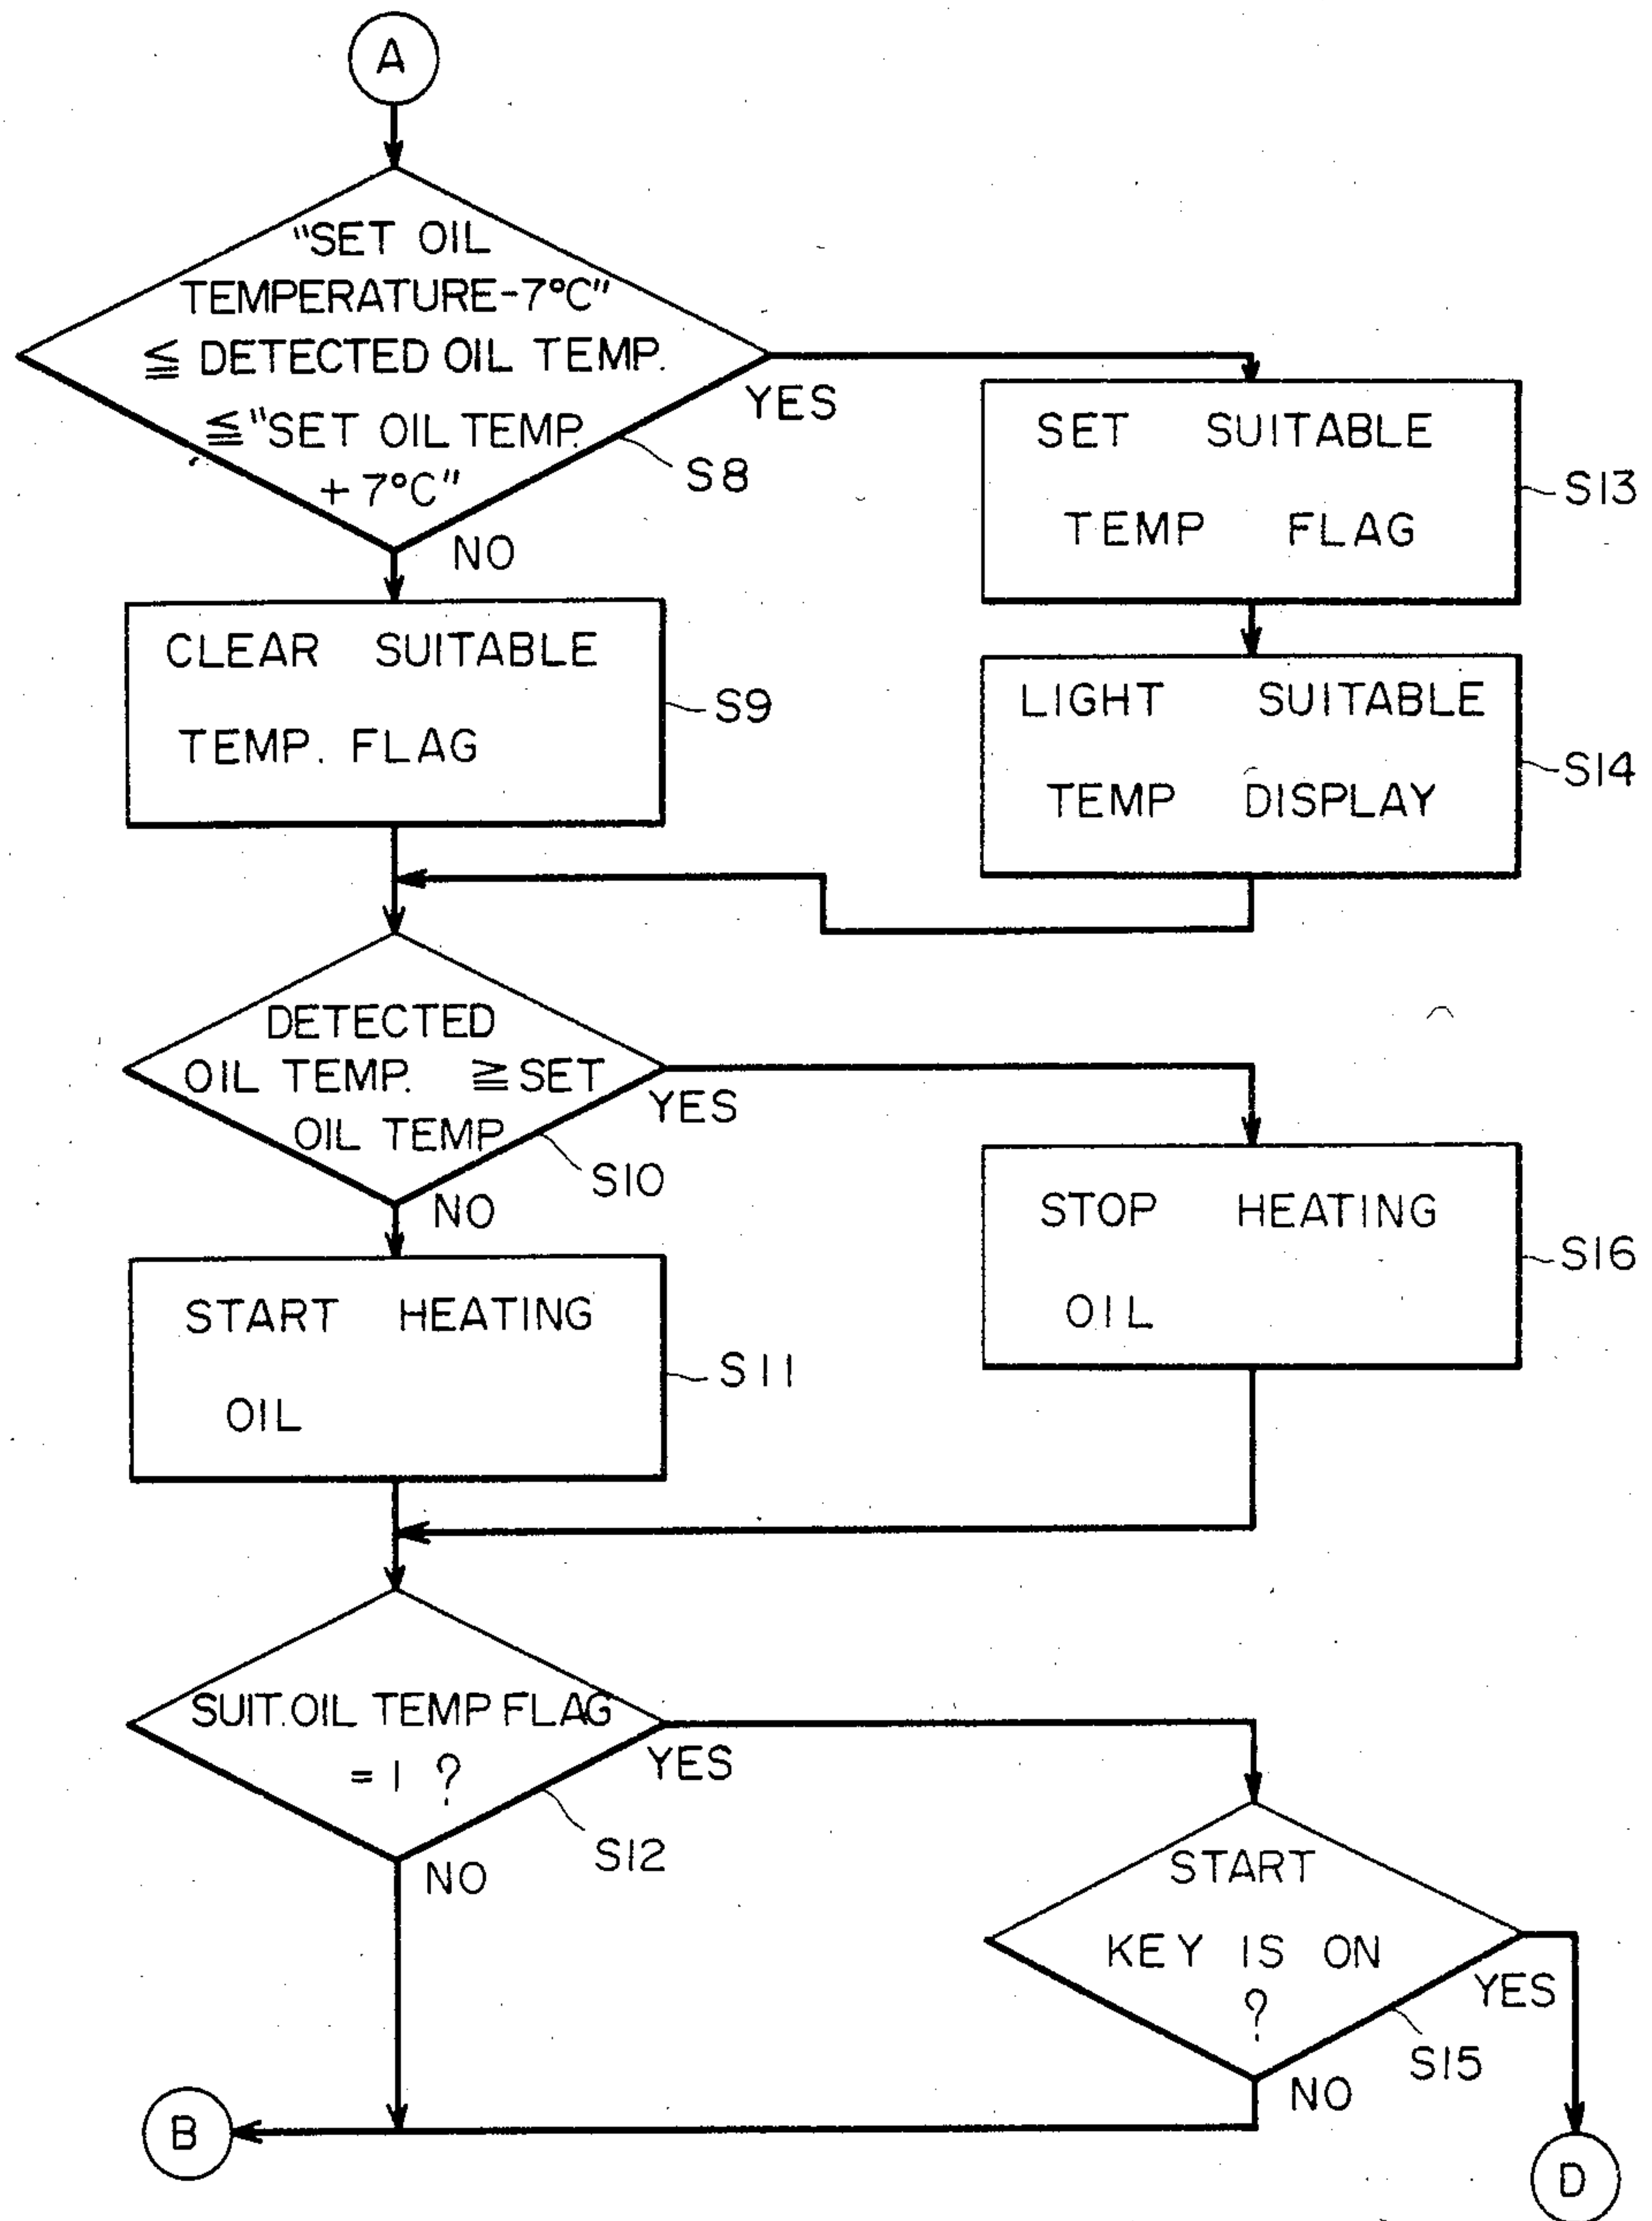 A
"SET OIL
TEMPERATURE-7°C"
≦ DETECTED OIL TEMP.
≦"SET OIL TEMP.
+ 7°C"
YES
S8
NO
SET SUITABLE
TEMP FLAG
S13
CLEAR SUITABLE
TEMP. FLAG
S9
LIGHT SUITABLE
TEMP DISPLAY
S14
DETECTED
OIL TEMP. ≧ SET
OIL TEMP
YES
S10
NO
STOP HEATING
OIL
S16
START HEATING
OIL
S11
SUIT. OIL TEMP FLAG
= 1 ?
YES
S12
NO
START
KEY IS ON
?
YES
S15
NO
B
D